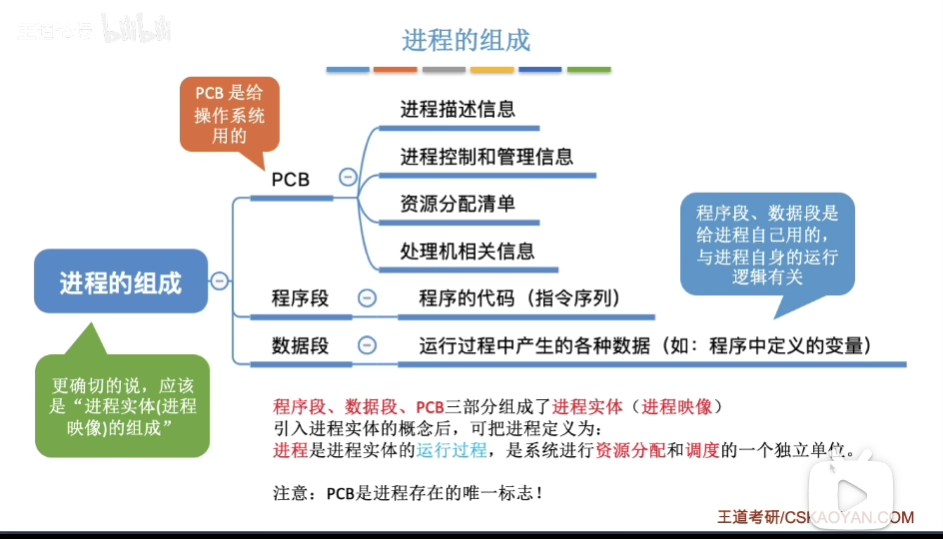 王道论坛 bilibili
进程的组成
PCB 是给
操作系统
用的
PCB
进程描述信息
进程控制和管理信息
资源分配清单
处理机相关信息
程序段、数据段是
给进程自己用的，
与进程自身的运行
逻辑有关
进程的组成
程序段
程序的代码（指令序列）
数据段
运行过程中产生的各种数据（如：程序中定义的变量）
更确切的说，应该
是“进程实体(进程
映像)的组成”
程序段、数据段、PCB三部分组成了进程实体（进程映像）
引入进程实体的概念后，可把进程定义为：
进程是进程实体的运行过程，是系统进行资源分配和调度的一个独立单位。
注意：PCB是进程存在的唯一标志！
王道考研/CSKAOYAN.COM